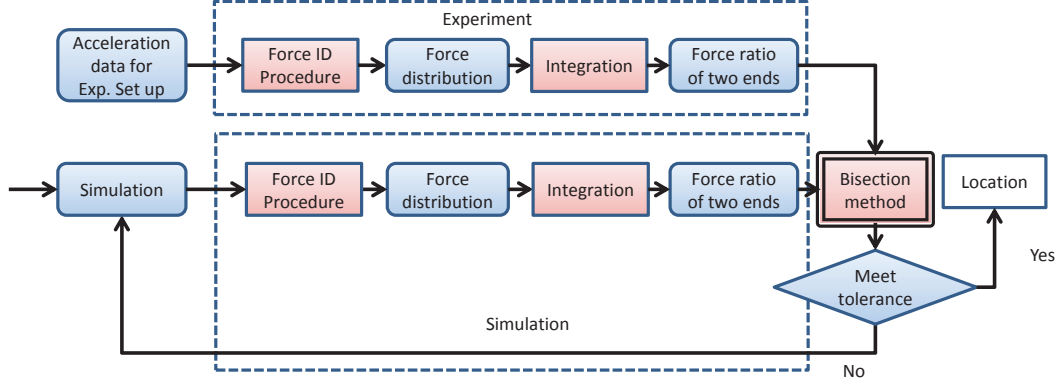 Experiment
Acceleration
data for
Exp. Set up
Force ID
Procedure
Force
distribution
Integration
Force ratio
of two ends
Simulation
Force ID
Procedure
Force
distribution
Integration
Force ratio
of two ends
Bisection
method
Location
Yes
Meet
tolerance
Simulation
No